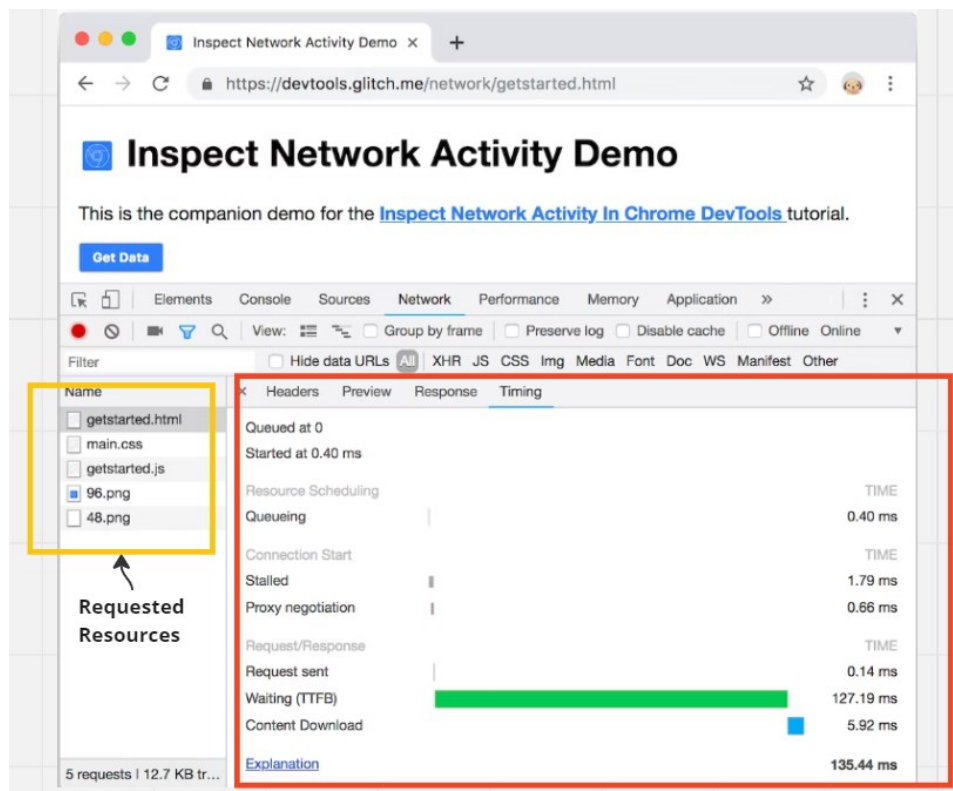 Inspect Network Activity Demo
https://devtools.glitch.me/network/getstarted.html
Inspect Network Activity Demo
This is the companion demo for the Inspect Network Activity In Chrome DevTools tutorial.
Get Data
Elements Console Sources Network Performance Memory Application »
View: Group by frame Preserve log Disable cache Offline Online
Filter Hide data URLs All XHR JS CSS Img Media Font Doc WS Manifest Other
Name
getstarted.html
main.css
getstarted.js
96.png
48.png
Requested
Resources
5 requests | 12.7 KB tr...
× Headers Preview Response Timing
Queued at 0
Started at 0.40 ms
Resource Scheduling TIME
Queueing 0.40 ms
Connection Start TIME
Stalled 1.79 ms
Proxy negotiation 0.66 ms
Request/Response TIME
Request sent 0.14 ms
Waiting (TTFB) 127.19 ms
Content Download 5.92 ms
Explanation 135.44 ms